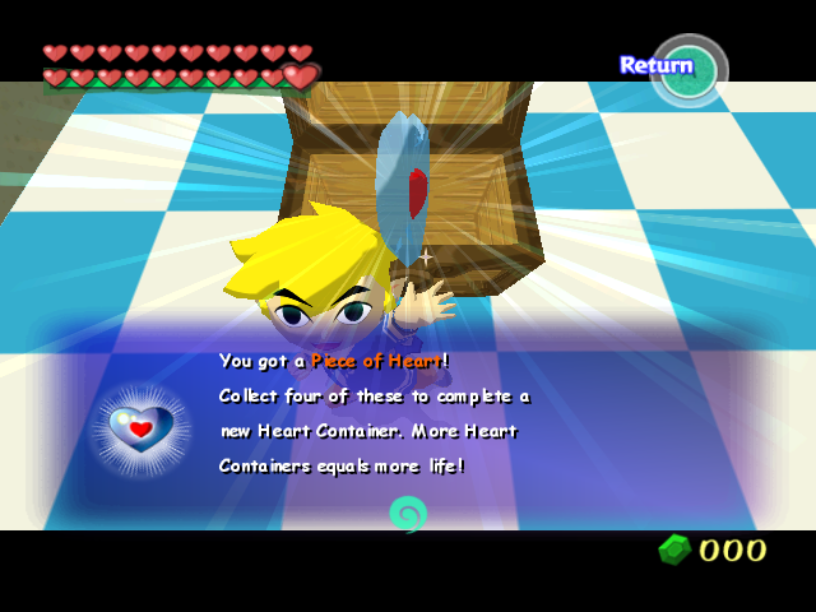 Return
You got a Piece of Heart!
Collect four of these to complete a
new Heart Container. More Heart
Containers equals more life!
000